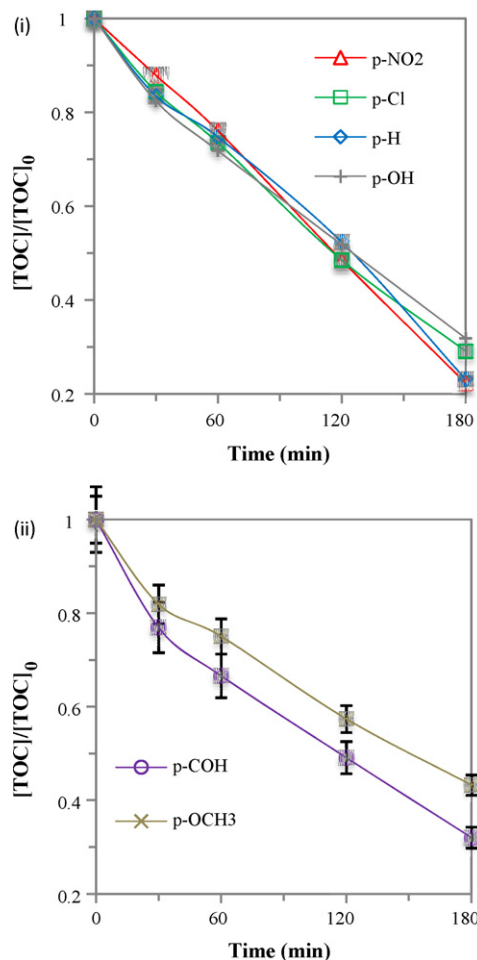 (i)
1
p-NO2
p-Cl
0.8
p-H
p-OH
[TOC]/[TOC]0
0.6
0.4
0.2
0 60 120 180
Time (min)
(ii)
1
0.8
[TOC]/[TOC]0
0.6
p-COH
p-OCH3
0.4
0.2
0 60 120 180
Time (min)